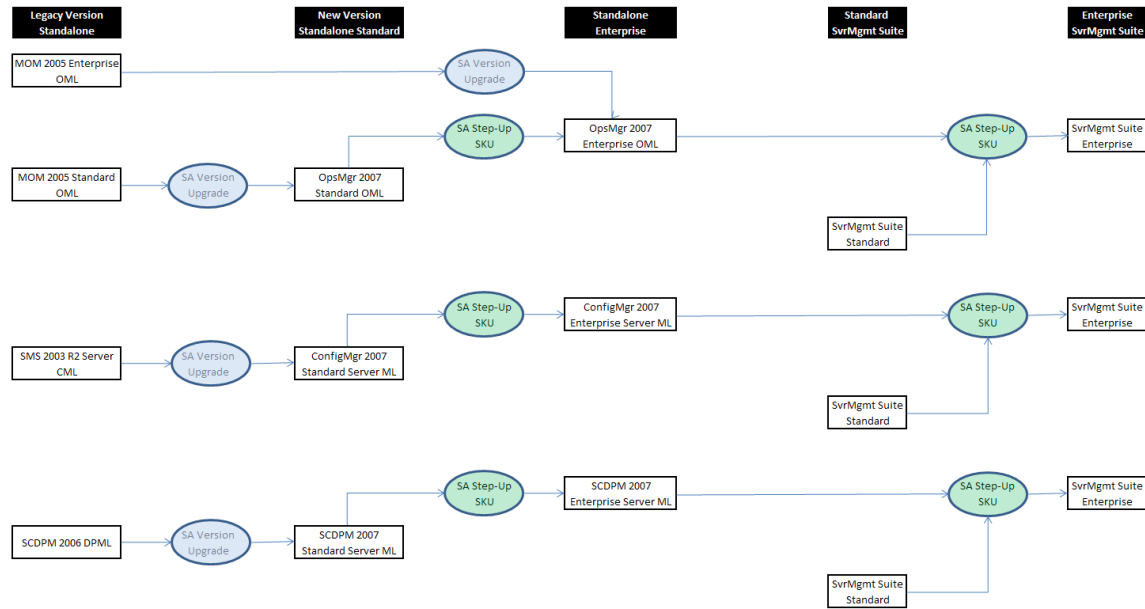 Legacy Version
Standalone
New Version
Standalone Standard
Standalone
Enterprise
Standard
SvrMgmt Suite
Enterprise
SvrMgmt Suite
MOM 2005 Enterprise
OML
SA Version
Upgrade
SA Step-Up
SKU
OpsMgr 2007
Enterprise OML
SA Step-Up
SKU
SvrMgmt Suite
Enterprise
MOM 2005 Standard
OML
SA Version
Upgrade
OpsMgr 2007
Standard OML
SvrMgmt Suite
Standard
SA Step-Up
SKU
ConfigMgr 2007
Enterprise Server ML
SA Step-Up
SKU
SvrMgmt Suite
Enterprise
SMS 2003 R2 Server
CML
SA Version
Upgrade
ConfigMgr 2007
Standard Server ML
SvrMgmt Suite
Standard
SA Step-Up
SKU
SCDPM 2007
Enterprise Server ML
SA Step-Up
SKU
SvrMgmt Suite
Enterprise
SCDPM 2006 DPML
SA Version
Upgrade
SCDPM 2007
Standard Server ML
SvrMgmt Suite
Standard